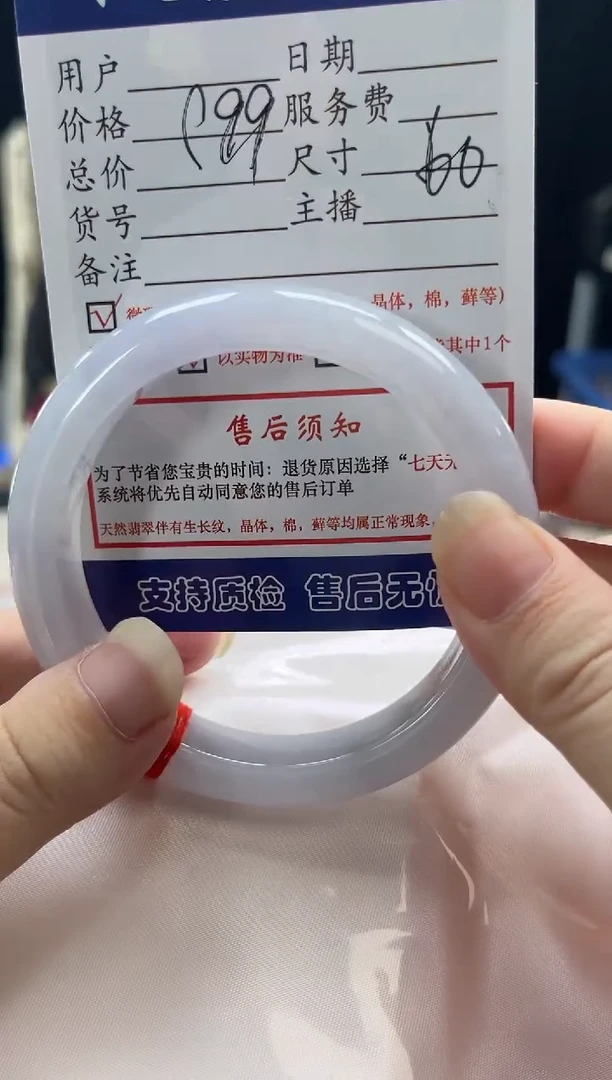 用户 日期
价格 199 服务费
总价 尺寸 60
货号 主播
备注
晶体，棉，藓等)
以实物为准 其中1个
售后须知
为了节省您宝贵的时间：退货原因选择“七天无
系统将优先自动同意您的售后订单
天然翡翠伴有生长纹，晶体，棉，藓等均属正常现象，
支持质检 售后无忧